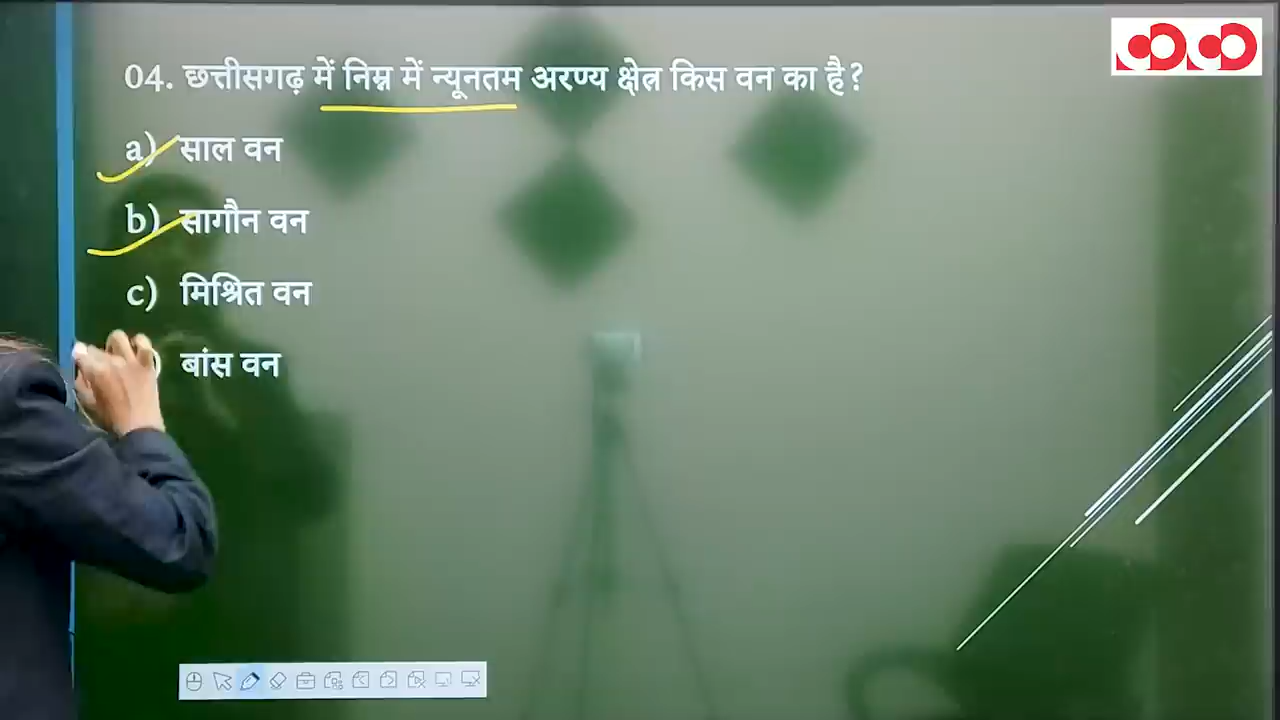 04. छत्तीसगढ़ में निम्न में न्यूनतम अरण्य क्षेत्र किस वन का है?
a) साल वन
b) सागौन वन
c) मिश्रित वन
) बांस वन